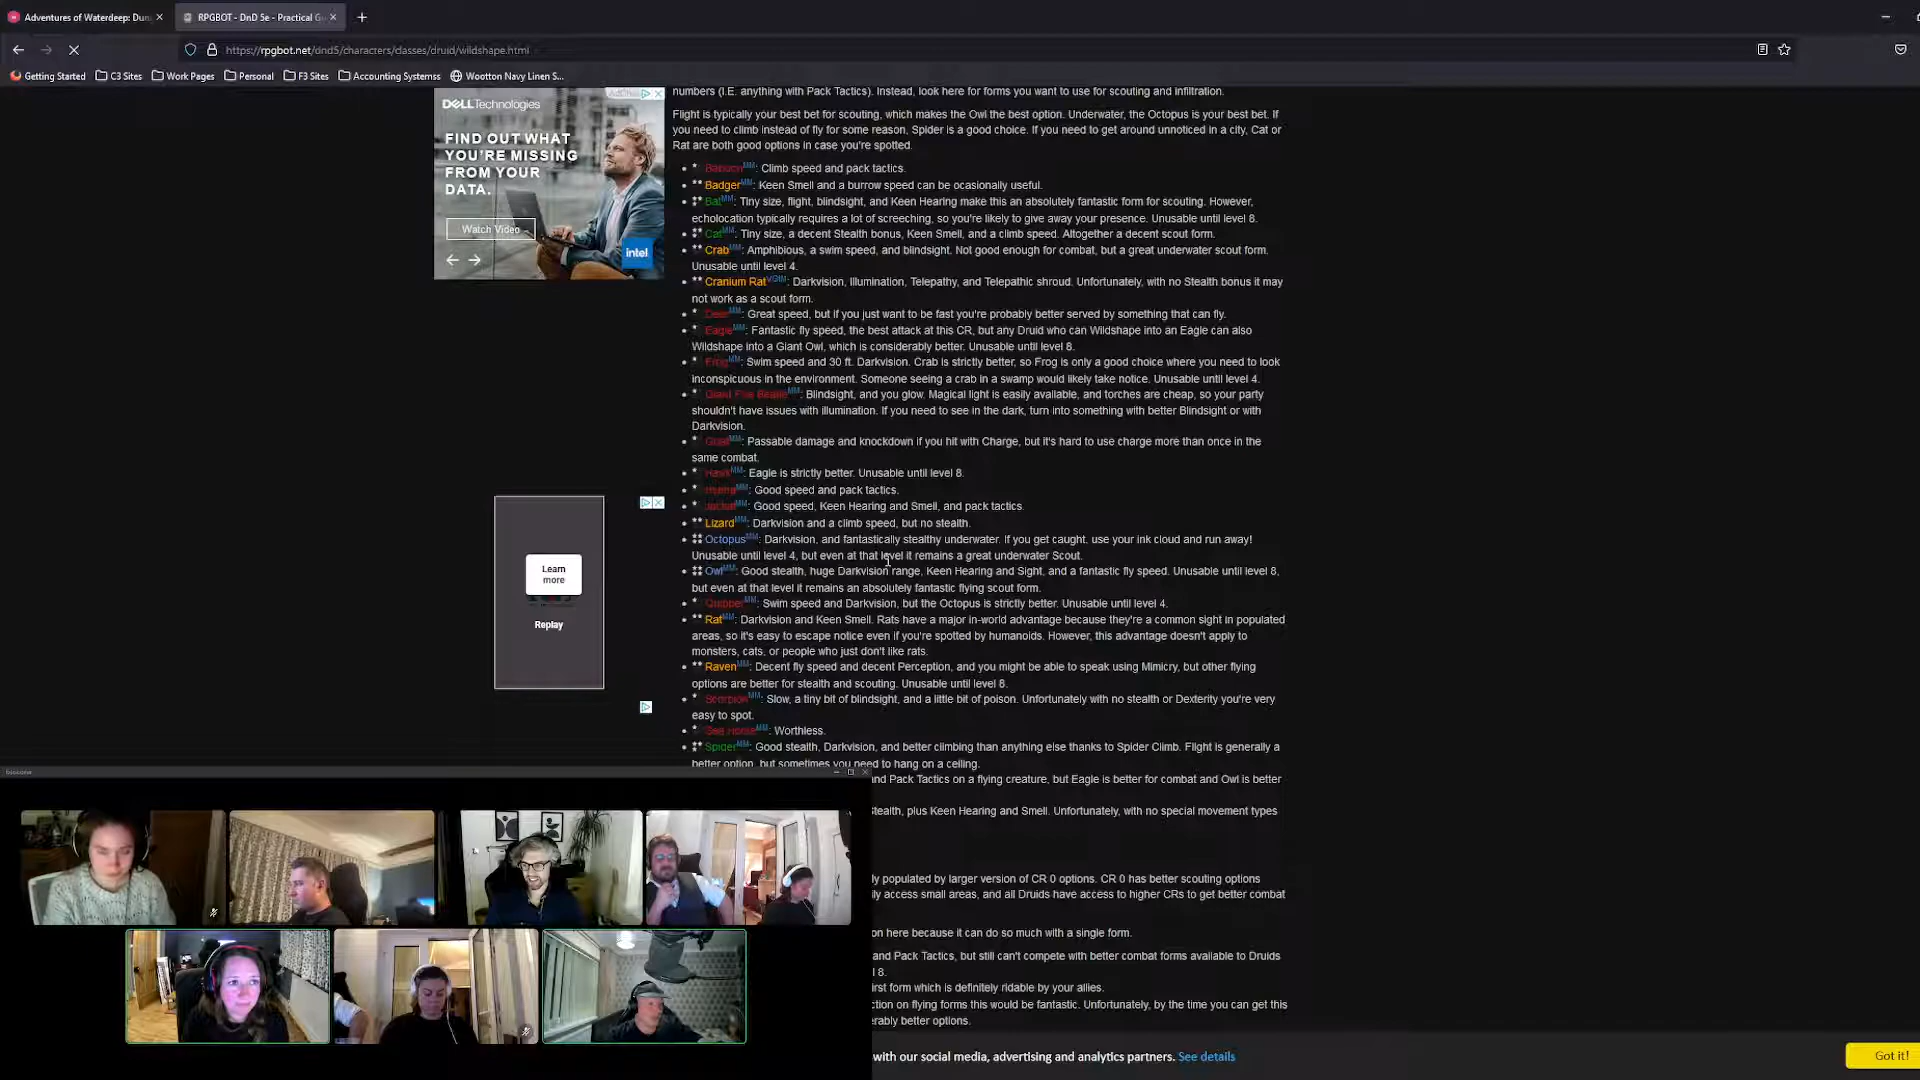 Adventures of Waterdeep: Dun
RPGBOT - DnD 5e - Practical G
https://rpgbot.net/dnd5/characters/classes/druid/wildshape.html
Getting Started
C3 Sites
Work Pages
Personal
F3 Sites
Accounting Systemss
Wootton Navy Linen S...
numbers (I.E. anything with Pack Tactics). Instead, look here for forms you want to use for scouting and infiltration.
Flight is typically your best bet for scouting, which makes the Owl the best option. Underwater, the Octopus is your best bet. If
you need to climb instead of fly for some reason, Spider is a good choice. If you need to get around unnoticed in a city, Cat or
Rat are both good options in case you're spotted.
* Baboon MM: Climb speed and pack tactics.
** Badger MM: Keen Smell and a burrow speed can be ocasionally useful.
Bat MM: Tiny size, flight, blindsight, and Keen Hearing make this an absolutely fantastic form for scouting. However,
echolocation typically requires a lot of screeching, so you're likely to give away your presence. Unusable until level 8.
Cat MM: Tiny size, a decent Stealth bonus, Keen Smell, and a climb speed. Altogether a decent scout form.
** Crab MM: Amphibious, a swim speed, and blindsight. Not good enough for combat, but a great underwater scout form.
Unusable until level 4.
** Cranium Rat VGtM: Darkvision, Illumination, Telepathy, and Telepathic shroud. Unfortunately, with no Stealth bonus it may
not work as a scout form.
* Deer MM: Great speed, but if you just want to be fast you're probably better served by something that can fly.
* Eagle MM: Fantastic fly speed, the best attack at this CR, but any Druid who can Wildshape into an Eagle can also
Wildshape into a Giant Owl, which is considerably better. Unusable until level 8.
* Frog MM: Swim speed and 30 ft. Darkvision. Crab is strictly better, so Frog is only a good choice where you need to look
inconspicuous in the environment. Someone seeing a crab in a swamp would likely take notice. Unusable until level 4.
* Giant Fire Beetle MM: Blindsight, and you glow. Magical light is easily available, and torches are cheap, so your party
shouldn't have issues with illumination. If you need to see in the dark, turn into something with better Blindsight or with
Darkvision.
* Goat MM: Passable damage and knockdown if you hit with Charge, but it's hard to use charge more than once in the
same combat.
* Hawk MM: Eagle is strictly better. Unusable until level 8.
* Hyena MM: Good speed and pack tactics.
* Jackal MM: Good speed, Keen Hearing and Smell, and pack tactics.
** Lizard MM: Darkvision and a climb speed, but no stealth.
Octopus MM: Darkvision, and fantastically stealthy underwater. If you get caught, use your ink cloud and run away!
Unusable until level 4, but even at that level it remains a great underwater Scout.
Owl MM: Good stealth, huge Darkvision range, Keen Hearing and Sight, and a fantastic fly speed. Unusable until level 8,
but even at that level it remains an absolutely fantastic flying scout form.
* Quipper MM: Swim speed and Darkvision, but the Octopus is strictly better. Unusable until level 4.
** Rat MM: Darkvision and Keen Smell. Rats have a major in-world advantage because they're a common sight in populated
areas, so it's easy to escape notice even if you're spotted by humanoids. However, this advantage doesn't apply to
monsters, cats, or people who just don't like rats.
** Raven MM: Decent fly speed and decent Perception, and you might be able to speak using Mimicry, but other flying
options are better for stealth and scouting. Unusable until level 8.
* Scorpion MM: Slow, a tiny bit of blindsight, and a little bit of poison. Unfortunately with no stealth or Dexterity you're very
easy to spot.
* Sea Horse MM: Worthless.
Spider MM: Good stealth, Darkvision, and better climbing than anything else thanks to Spider Climb. Flight is generally a
better option, but sometimes you need to hang on a ceiling.
and Pack Tactics on a flying creature, but Eagle is better for combat and Owl is better
Stealth, plus Keen Hearing and Smell. Unfortunately, with no special movement types
ly populated by larger version of CR 0 options. CR 0 has better scouting options
ily access small areas, and all Druids have access to higher CRs to get better combat
on here because it can do so much with a single form.
and Pack Tactics, but still can't compete with better combat forms available to Druids
l 8.
irst form which is definitely ridable by your allies.
ction on flying forms this would be fantastic. Unfortunately, by the time you can get this
erably better options.
with our social media, advertising and analytics partners. See details
Got it!
DELL Technologies
FIND OUT WHAT
YOU'RE MISSING
FROM YOUR
DATA.
Watch Video
intel
Learn
more
Replay